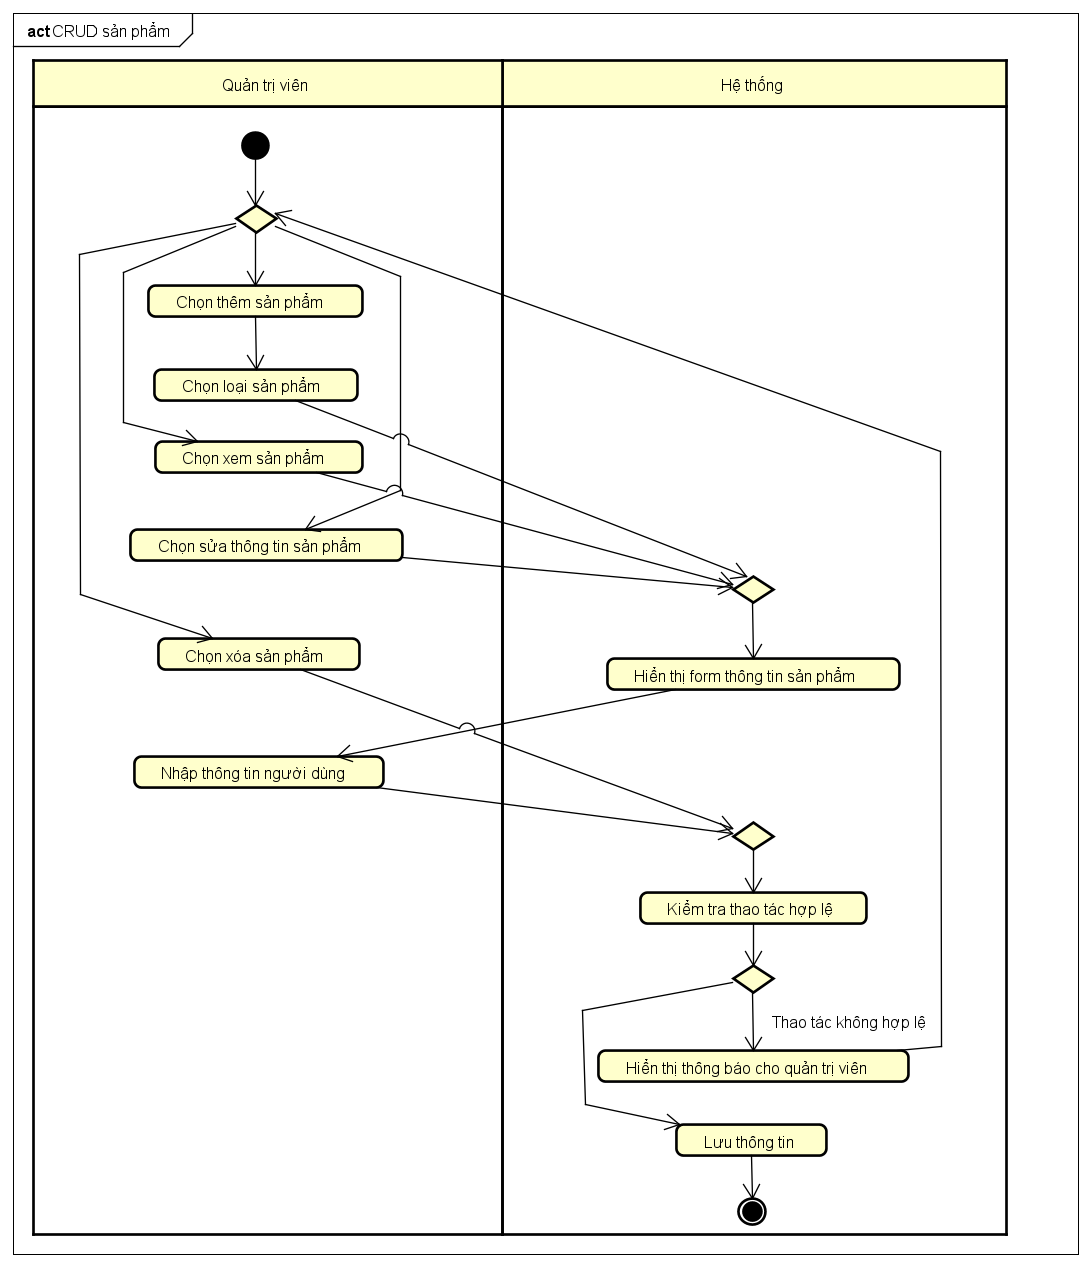 act CRUD sản phẩm
Quản trị viên
Hệ thống
Chọn thêm sản phẩm
Chọn loại sản phẩm
Chọn xem sản phẩm
Chọn sửa thông tin sản phẩm
Chọn xóa sản phẩm
Hiển thị form thông tin sản phẩm
Nhập thông tin người dùng
Kiểm tra thao tác hợp lệ
Thao tác không hợp lệ
Hiển thị thông báo cho quản trị viên
Lưu thông tin